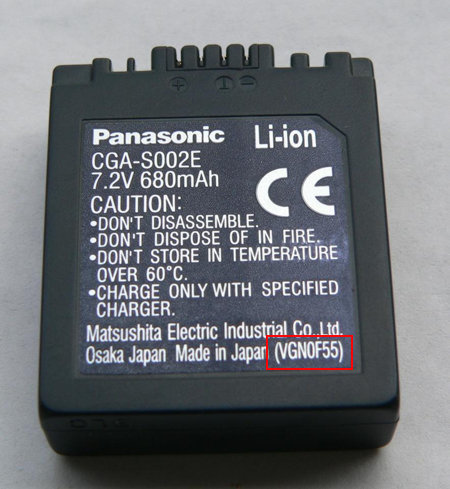 Panasonic Li-ion
CGA-S002E
7.2V 680mAh
CE
CAUTION:
•DON'T DISASSEMBLE.
•DON'T DISPOSE OF IN FIRE.
•DON'T STORE IN TEMPERATURE
OVER 60°C.
•CHARGE ONLY WITH SPECIFIED
CHARGER.
Matsushita Electric Industrial Co.,Ltd.
Osaka Japan Made in Japan (VGN0F55)